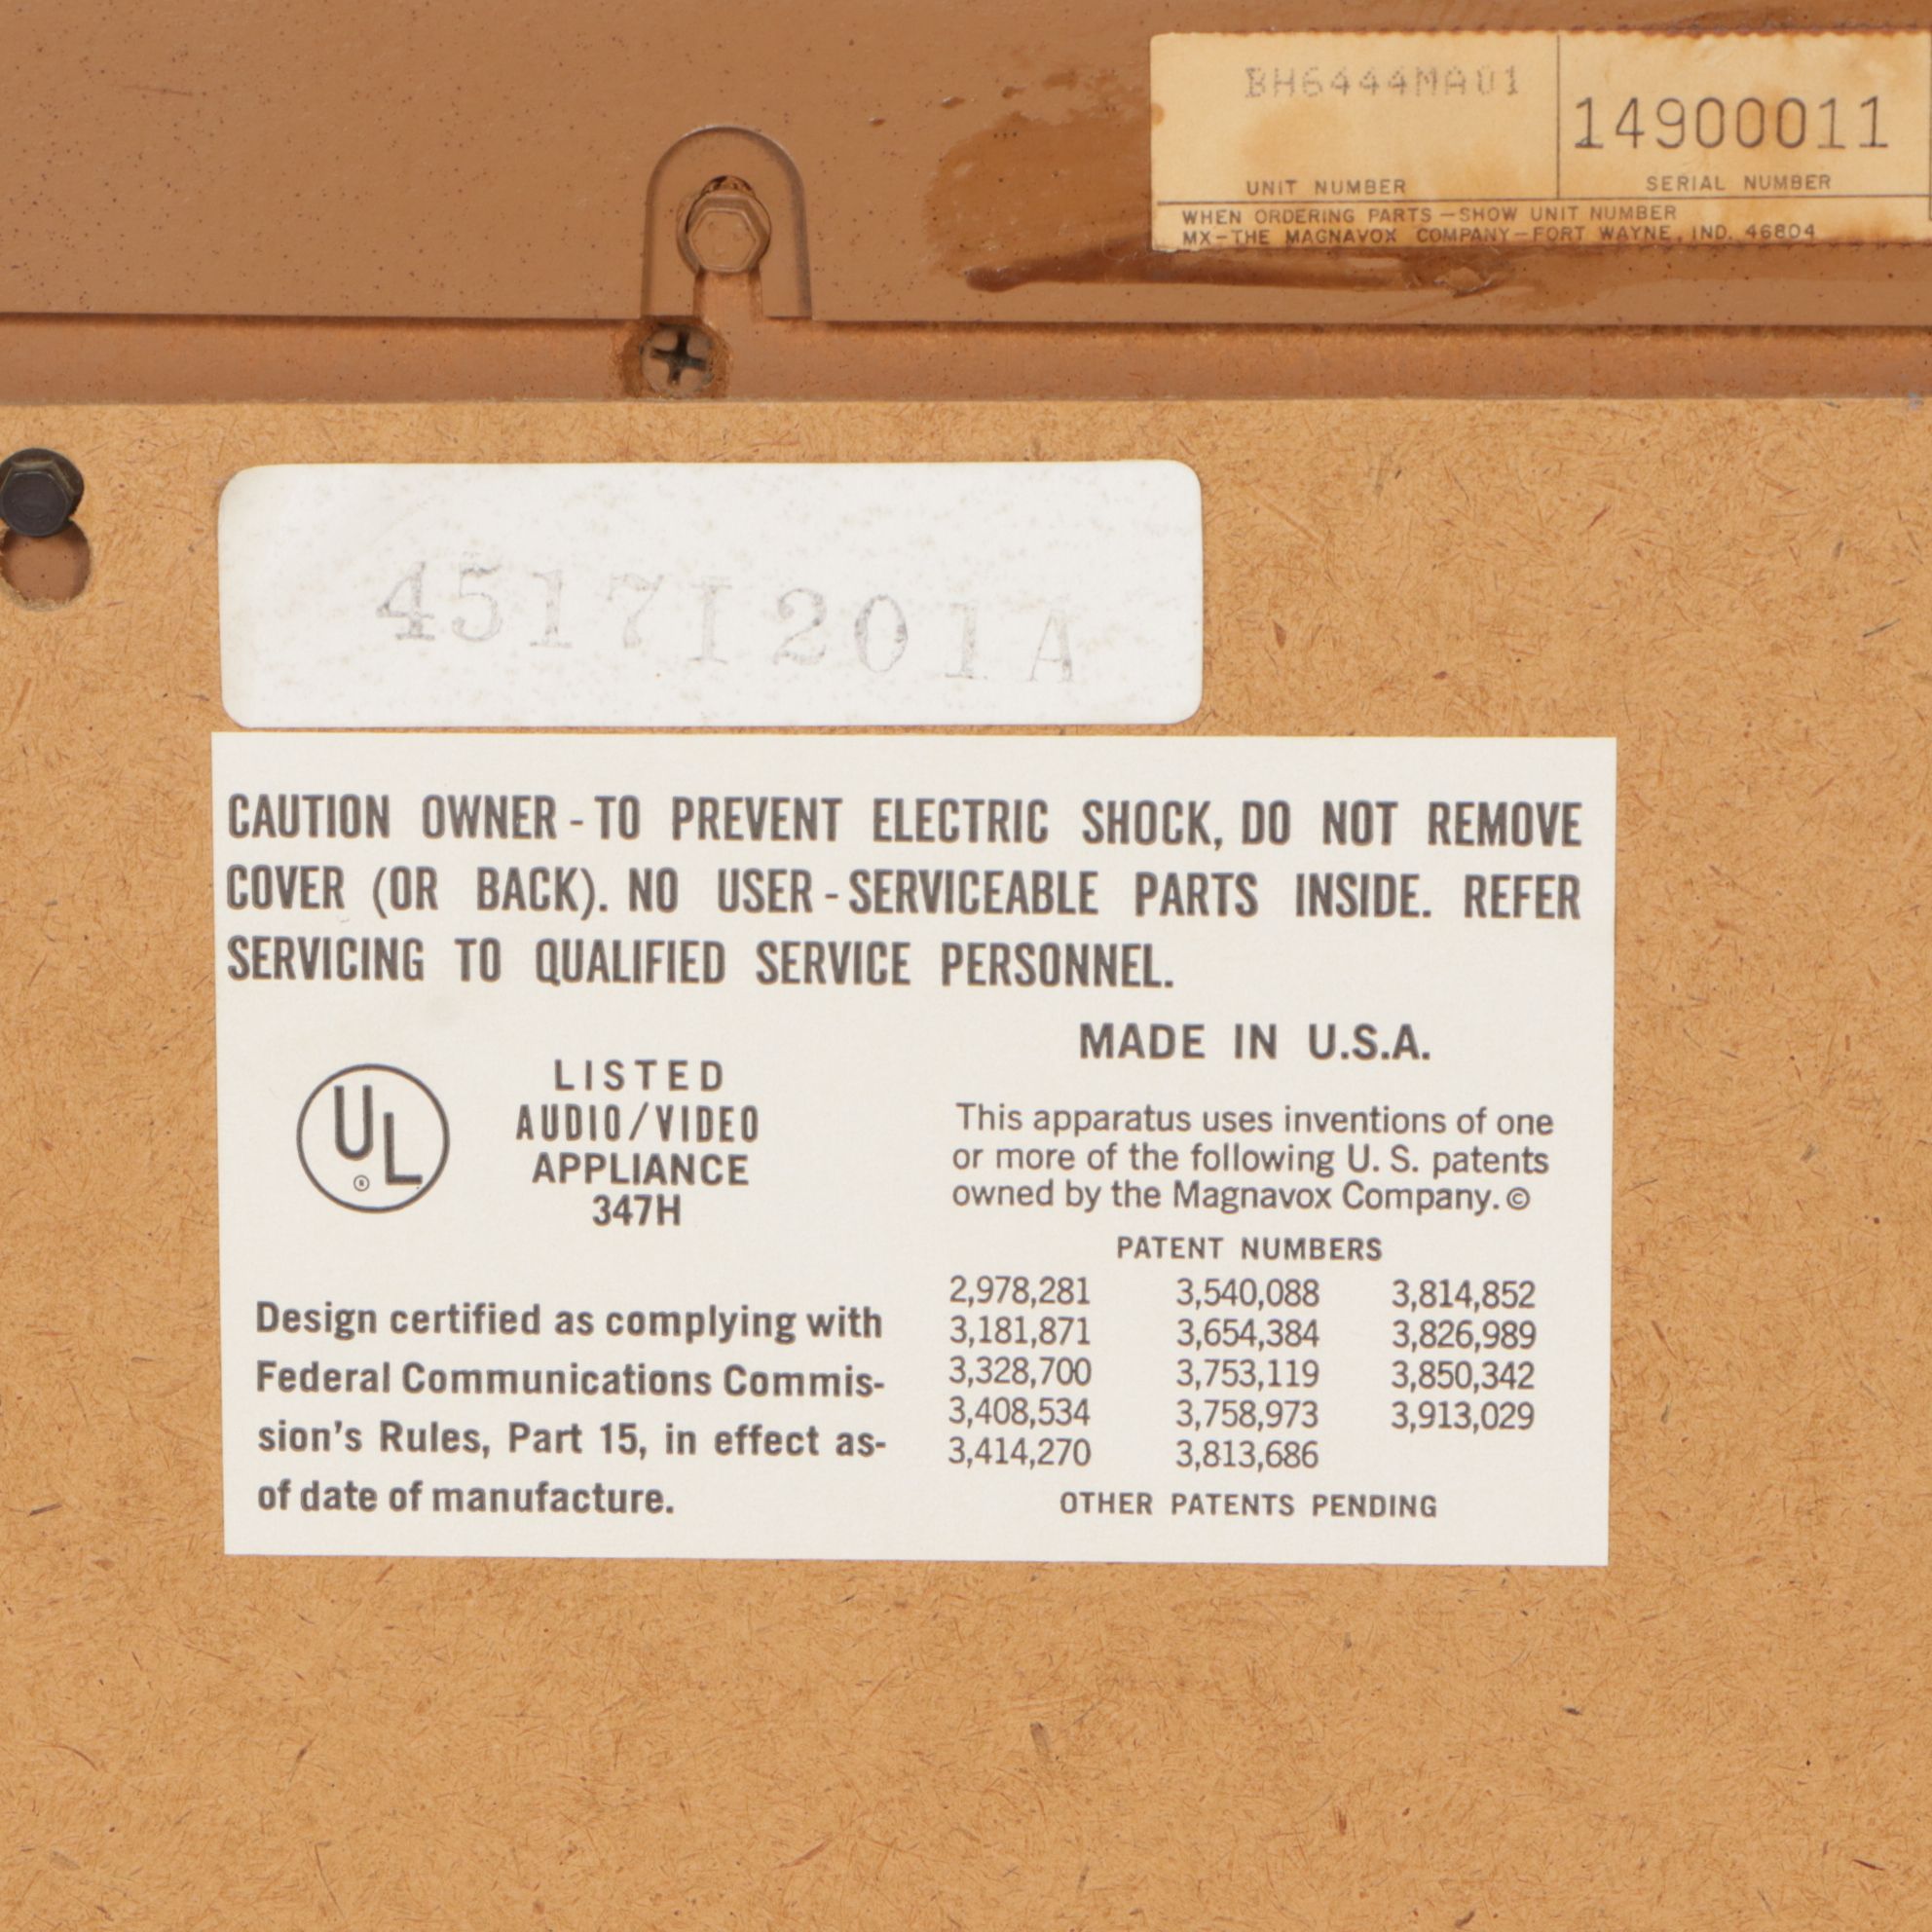 BH6444MA01
14900011
UNIT NUMBER
SERIAL NUMBER
WHEN ORDERING PARTS — SHOW UNIT NUMBER
MX—THE MAGNAVOX COMPANY—FORT WAYNE, IND. 46804
45171201A
CAUTION OWNER - TO PREVENT ELECTRIC SHOCK, DO NOT REMOVE
COVER (OR BACK). NO USER - SERVICEABLE PARTS INSIDE. REFER
SERVICING TO QUALIFIED SERVICE PERSONNEL.
UL ®
LISTED
AUDIO/VIDEO
APPLIANCE
347H
Design certified as complying with
Federal Communications Commis-
sion's Rules, Part 15, in effect as-
of date of manufacture.
MADE IN U.S.A.
This apparatus uses inventions of one
or more of the following U. S. patents
owned by the Magnavox Company. ©
PATENT NUMBERS
2,978,281 3,540,088 3,814,852
3,181,871 3,654,384 3,826,989
3,328,700 3,753,119 3,850,342
3,408,534 3,758,973 3,913,029
3,414,270 3,813,686
OTHER PATENTS PENDING